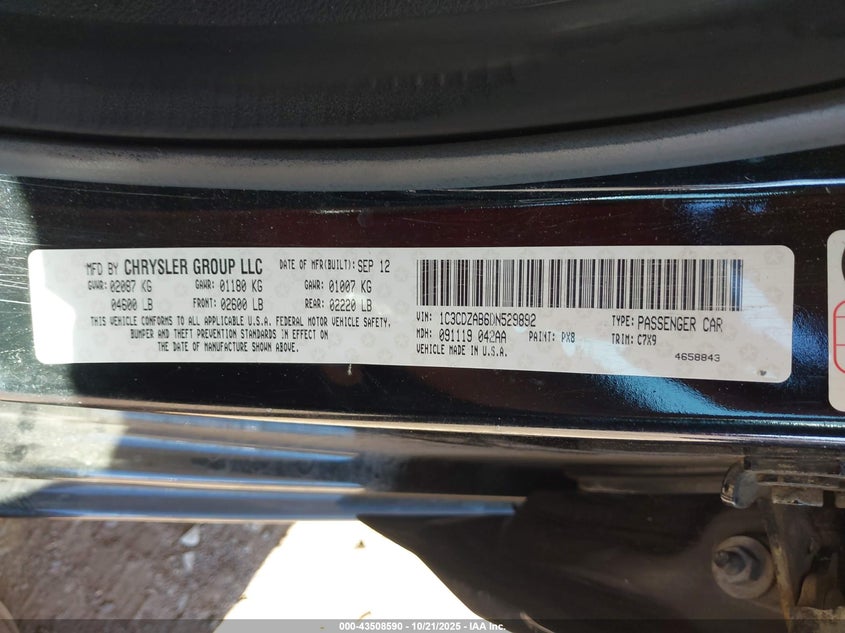 MFD BY CHRYSLER GROUP LLC DATE OF MFR(BUILT): SEP 12
GVWR: 02087 KG GAWR: 01180 KG GAWR: 01007 KG
04600 LB FRONT: 02600 LB REAR: 02220 LB
THIS VEHICLE CONFORMS TO ALL APPLICABLE U.S.A. FEDERAL MOTOR VEHICLE SAFETY,
BUMPER AND THEFT PREVENTION STANDARDS IN EFFECT ON
THE DATE OF MANUFACTURE SHOWN ABOVE.
VIN: 1C3CDZAB6DN529892 TYPE: PASSENGER CAR
MDH: 091119 042AA PAINT: PX8 TRIM: C7X9
VEHICLE MADE IN U.S.A. 4658843
000-43508590 - 10/21/2025 - IAA Inc.